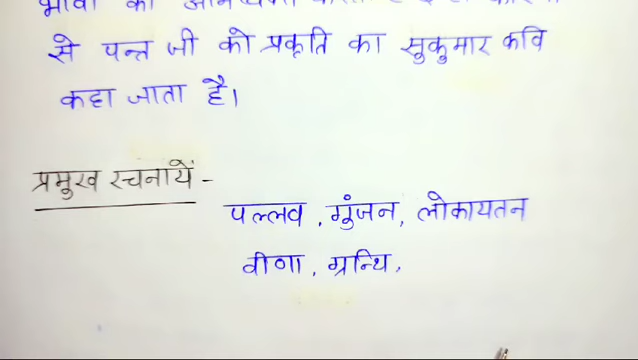 से पन्त जी को प्रकृति का सुकुमार कवि
कहा जाता है।
प्रमुख रचनायें -
पल्लव , गुंजन, लोकायतन
वीणा , ग्रन्थि,